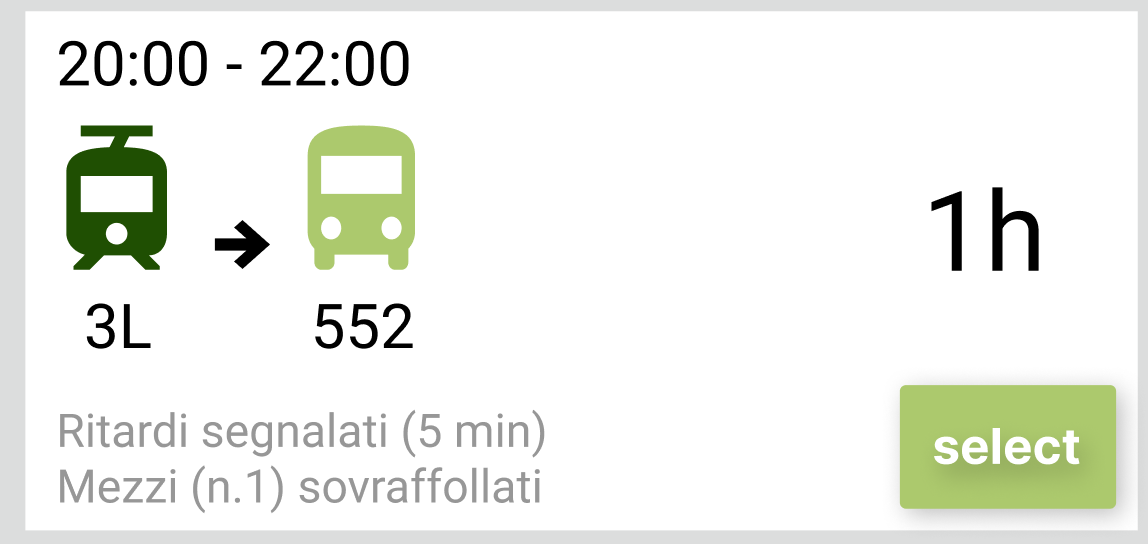 20:00 - 22:00
1h
3L
552
Ritardi segnalati (5 min)
Mezzi (n.1) sovraffollati
select